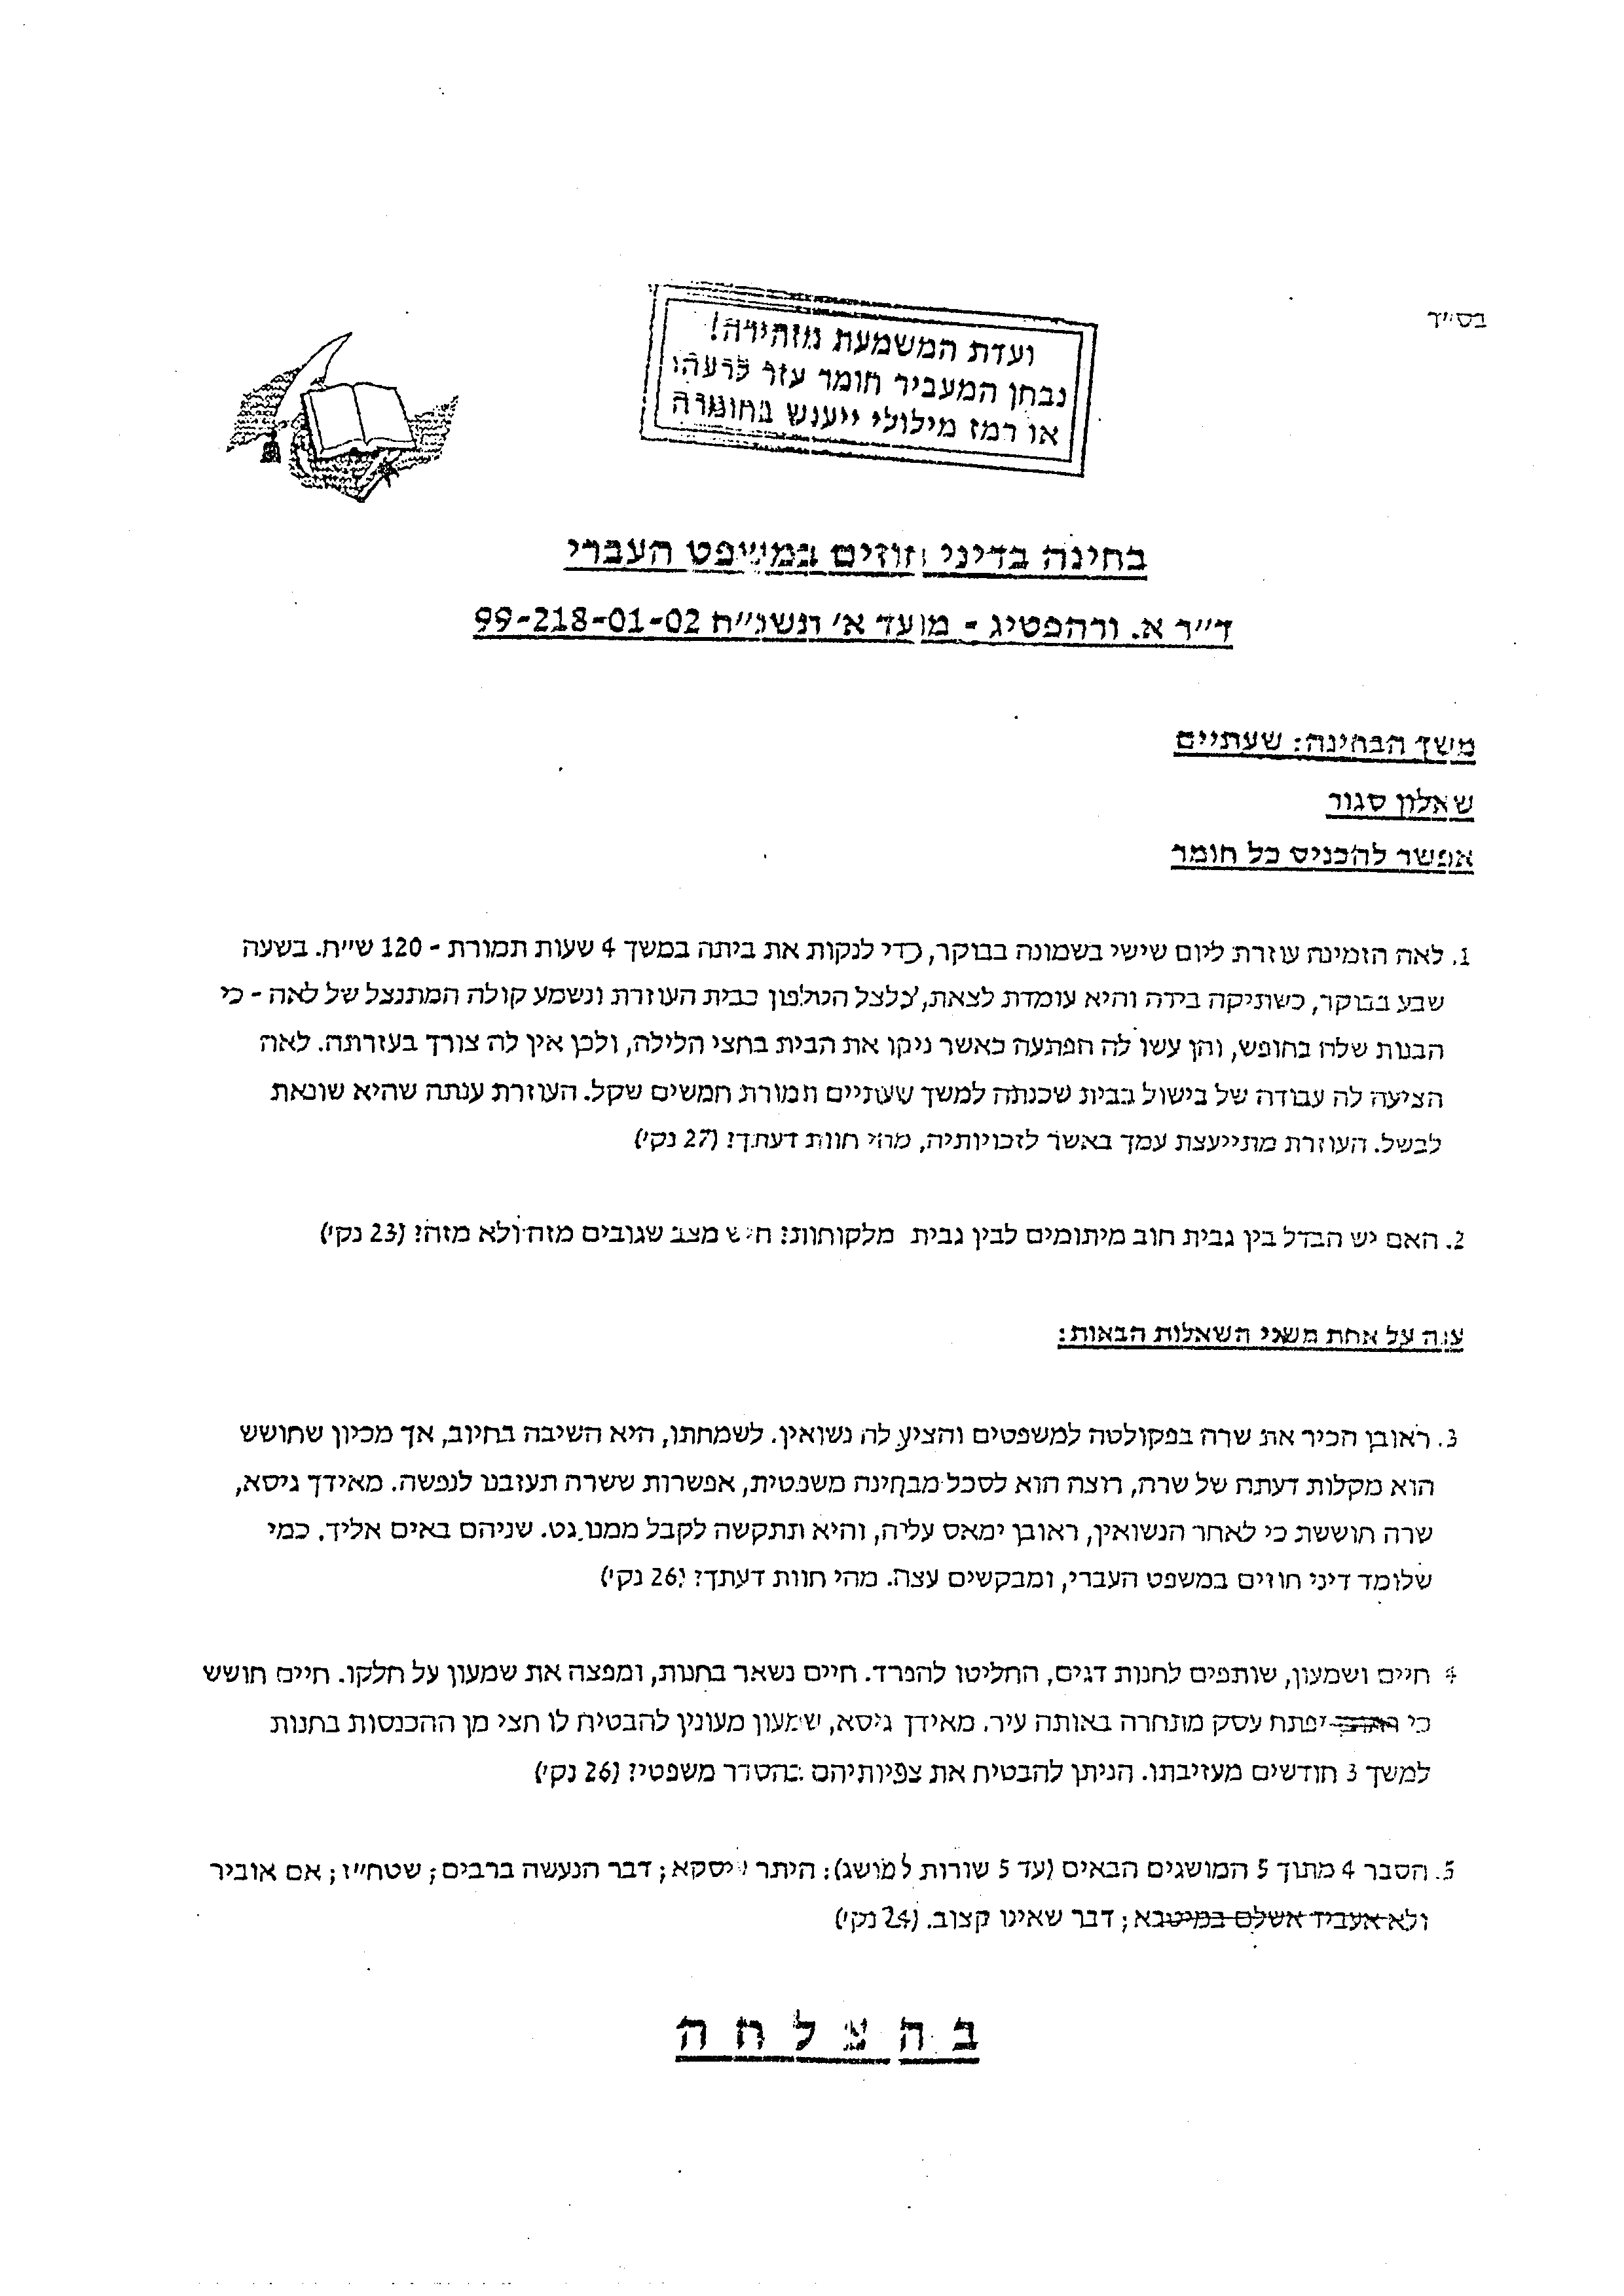 בס״ד
ועדת המשמעת מזהירה!
נבחן המעביר חומר עזר לרעהו
או רמז מילולי ייענש בחומרה
בחינה בדיני חוזים במשפט העברי
ד״ר א. ורהפטיג - מועד א׳ תשנ״ח 99-218-01-02
משך הבחינה: שעתיים
שאלון סגור
אפשר להכניס כל חומר
1. לאה הזמינה עוזרת ליום שישי בשמונה בבוקר, כדי לנקות את ביתה במשך 4 שעות תמורת - 120 ש״ח. בשעה
שבע בבוקר, כשתיקה בידה והיא עומדת לצאת, צלצל הטלפון בבית העוזרת ונשמע קולה המתנצל של לאה - כי
הבנות שלה בחופש, והן עשו לה הפתעה כאשר ניקו את הבית בחצי הלילה, ולכן אין לה צורך בעזרתה. לאה
הציעה לה עבודה של בישול בבית שכנתה למשך שעתיים תמורת חמשים שקל. העוזרת ענתה שהיא שונאת
לבשל. העוזרת מתייעצת עמך באשר לזכויותיה, מהי חוות דעתך? (27 נק׳)
2. האם יש הבדל בין גבית חוב מיתומים לבין גבית מלקוחות? היש מצב שגובים מזה ולא מזה? (23 נק׳)
ענה על אחת משני השאלות הבאות:
3. ראובן הכיר את שרה בפקולטה למשפטים והציע לה נשואין. לשמחתו, היא השיבה בחיוב, אך מכיון שחושש
הוא מקלות דעתה של שרה, רוצה הוא לסכל מבחינה משפטית, אפשרות ששרה תעזבנו לנפשה. מאידך גיסא,
שרה חוששת כי לאחר הנשואין, ראובן ימאס עליה, והיא תתקשה לקבל ממנו גט. שניהם באים אליך, כמי
שלומד דיני חוזים במשפט העברי, ומבקשים עצה. מהי חוות דעתך? (26 נק׳)
4 חיים ושמעון, שותפים לחנות דגים, החליטו להפרד. חיים נשאר בחנות, ומפצה את שמעון על חלקו. חיים חושש
כי יפתח עסק מתחרה באותה עיר. מאידך גיסא, שמעון מעונין להבטיח לו חצי מן ההכנסות בחנות
למשך 3 חודשים מעזיבתו. הניתן להבטיח את צפיותיהם בהסדר משפטי? (26 נק׳)
5. הסבר 4 מתוך 5 המושגים הבאים (עד 5 שורות למושג): היתר עיסקא; דבר הנעשה ברבים; שטח״ז; אם אוביר
ולא אעביד אשלם במיטבא; דבר שאינו קצוב. (24 נק׳)
בהצלחה